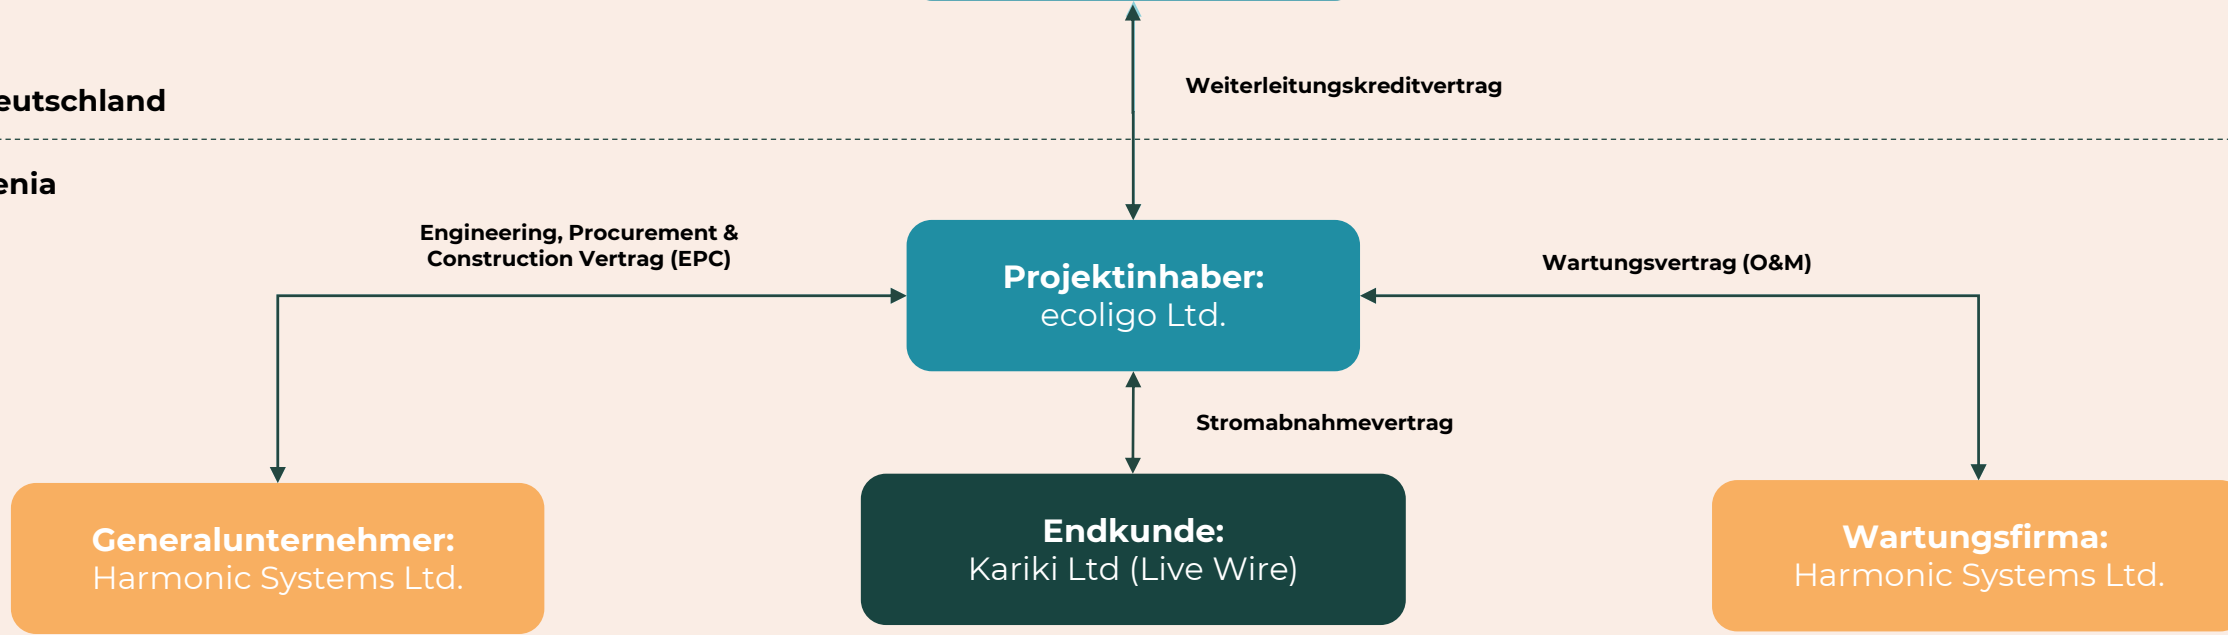 Weiterleitungskreditvertrag
eutschland
enia
Engineering, Procurement &
Construction Vertrag (EPC)
Projektinhaber:
ecoligo Ltd.
Wartungsvertrag (O&M)
Stromabnahmevertrag
Generalunternehmer:
Harmonic Systems Ltd.
Endkunde:
Kariki Ltd (Live Wire)
Wartungsfirma:
Harmonic Systems Ltd.